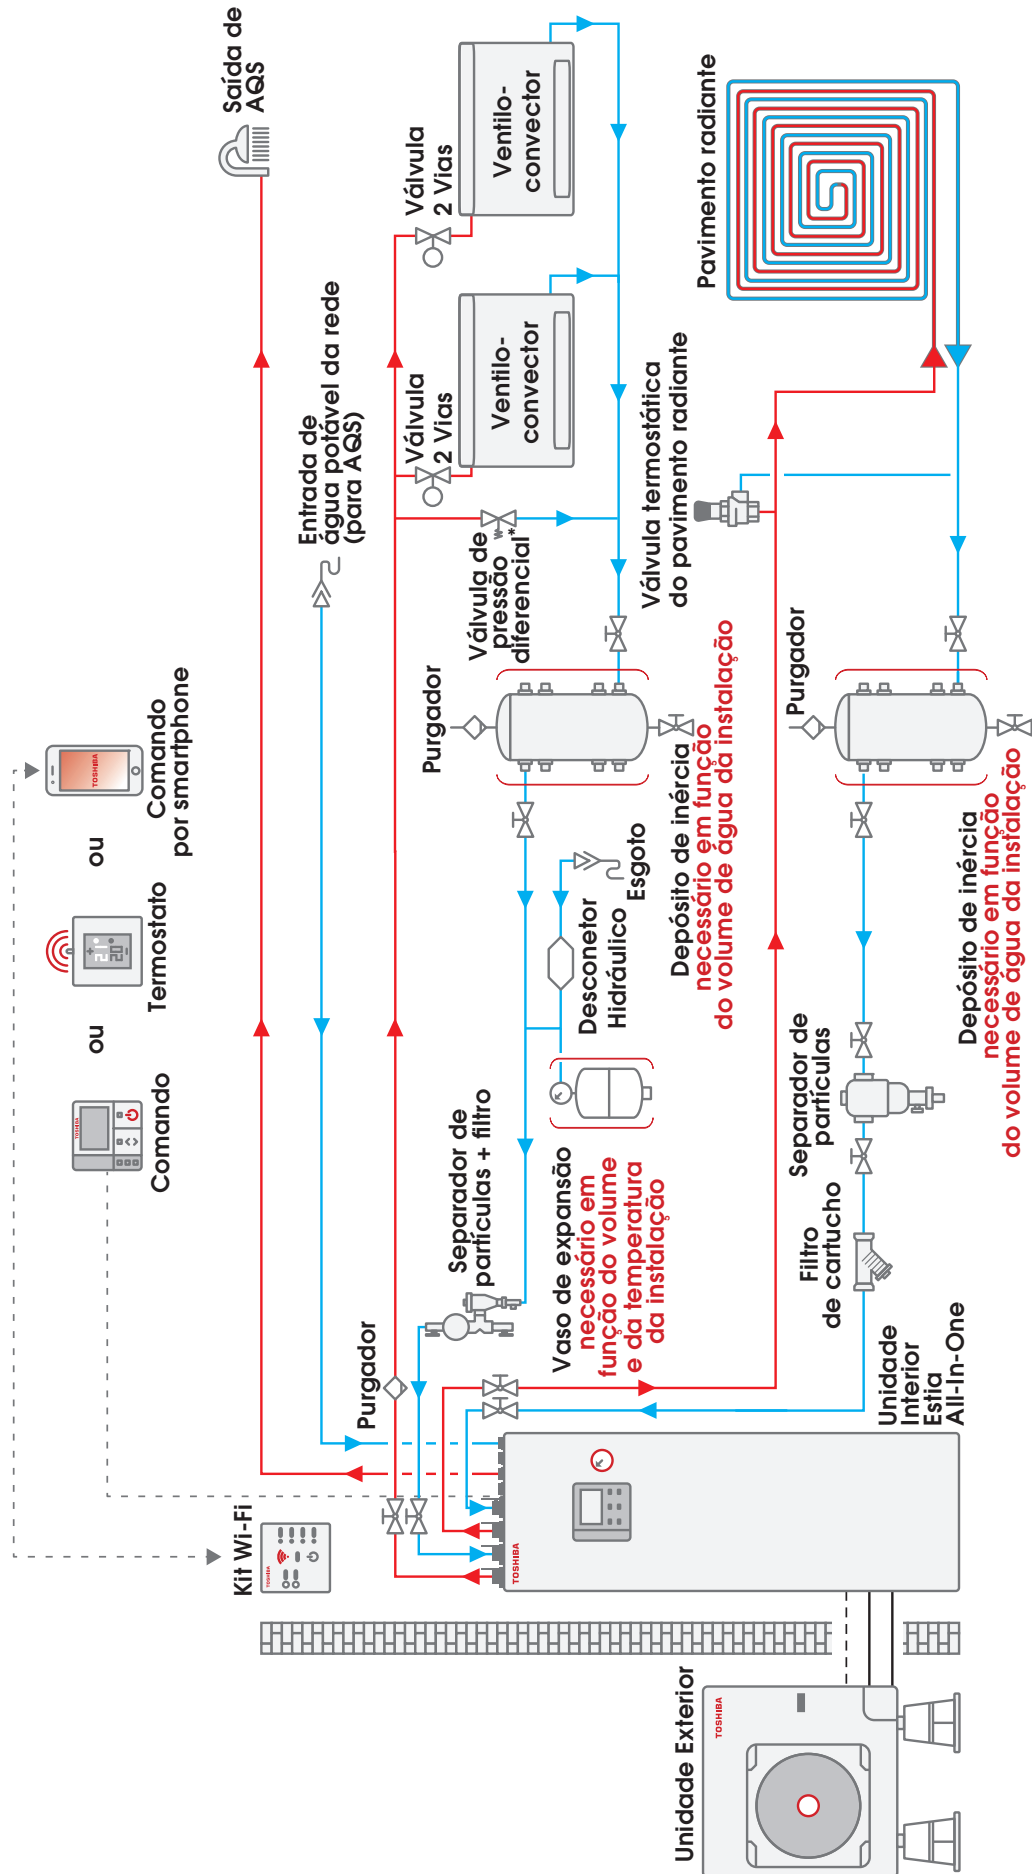 Saída de
AQS
Entrada de
água potável da rede
(para AQS)
Comando
por smartphone
TOSHIBA
ou
Termostato
21°
20°
ou
Comando
TOSHIBA
Kit Wi-Fi
TOSHIBA
Válvula
2 Vias
Ventilo-
convector
Válvula
2 Vias
Ventilo-
convector
Válvula de
pressão
diferencial*
Purgador
Depósito de inércia
necessário em função
do volume de água da instalação
Esgoto
Desconetor
Hidráulico
Vaso de expansão
necessário em
função do volume
e da temperatura
da instalação
Separador de
partículas + filtro
Purgador
Pavimento radiante
Válvula termostática
do pavimento radiante
Purgador
Depósito de inércia
necessário em função
do volume de água da instalação
Separador de
partículas
Filtro
de cartucho
Unidade
Interior
Estia
All-In-One
TOSHIBA
Unidade Exterior
TOSHIBA